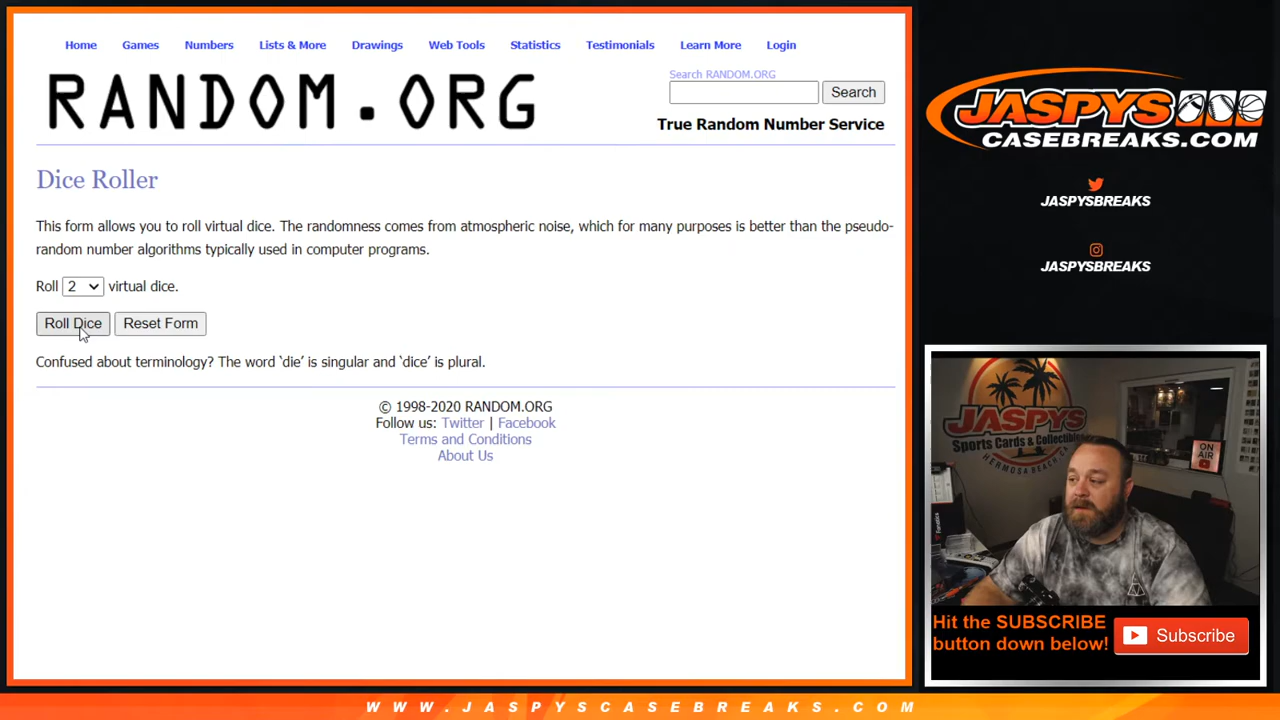 Home Games Numbers Lists & More Drawings Web Tools Statistics Testimonials Learn More Login
RANDOM.ORG
Search RANDOM.ORG
Search
True Random Number Service
Dice Roller
This form allows you to roll virtual dice. The randomness comes from atmospheric noise, which for many purposes is better than the pseudo-
random number algorithms typically used in computer programs.
Roll 2 virtual dice.
Roll Dice Reset Form
Confused about terminology? The word ‘die’ is singular and ‘dice’ is plural.
© 1998-2020 RANDOM.ORG
Follow us: Twitter | Facebook
Terms and Conditions
About Us
JASPYS
CASEBREAKS.COM
JASPYSBREAKS
JASPYSBREAKS
JASPYS
Sports Cards & Collectibles
HERMOSA BEACH, CA
ON
AIR
Hit the SUBSCRIBE
button down below!
Subscribe
WWW.JASPYSCASEBREAKS.COM